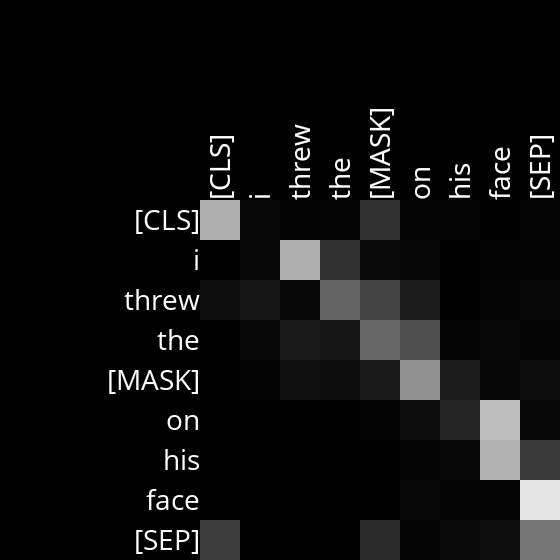 [CLS] i threw the [MASK] on his face [SEP]
[CLS]
i
threw
the
[MASK]
on
his
face
[SEP]